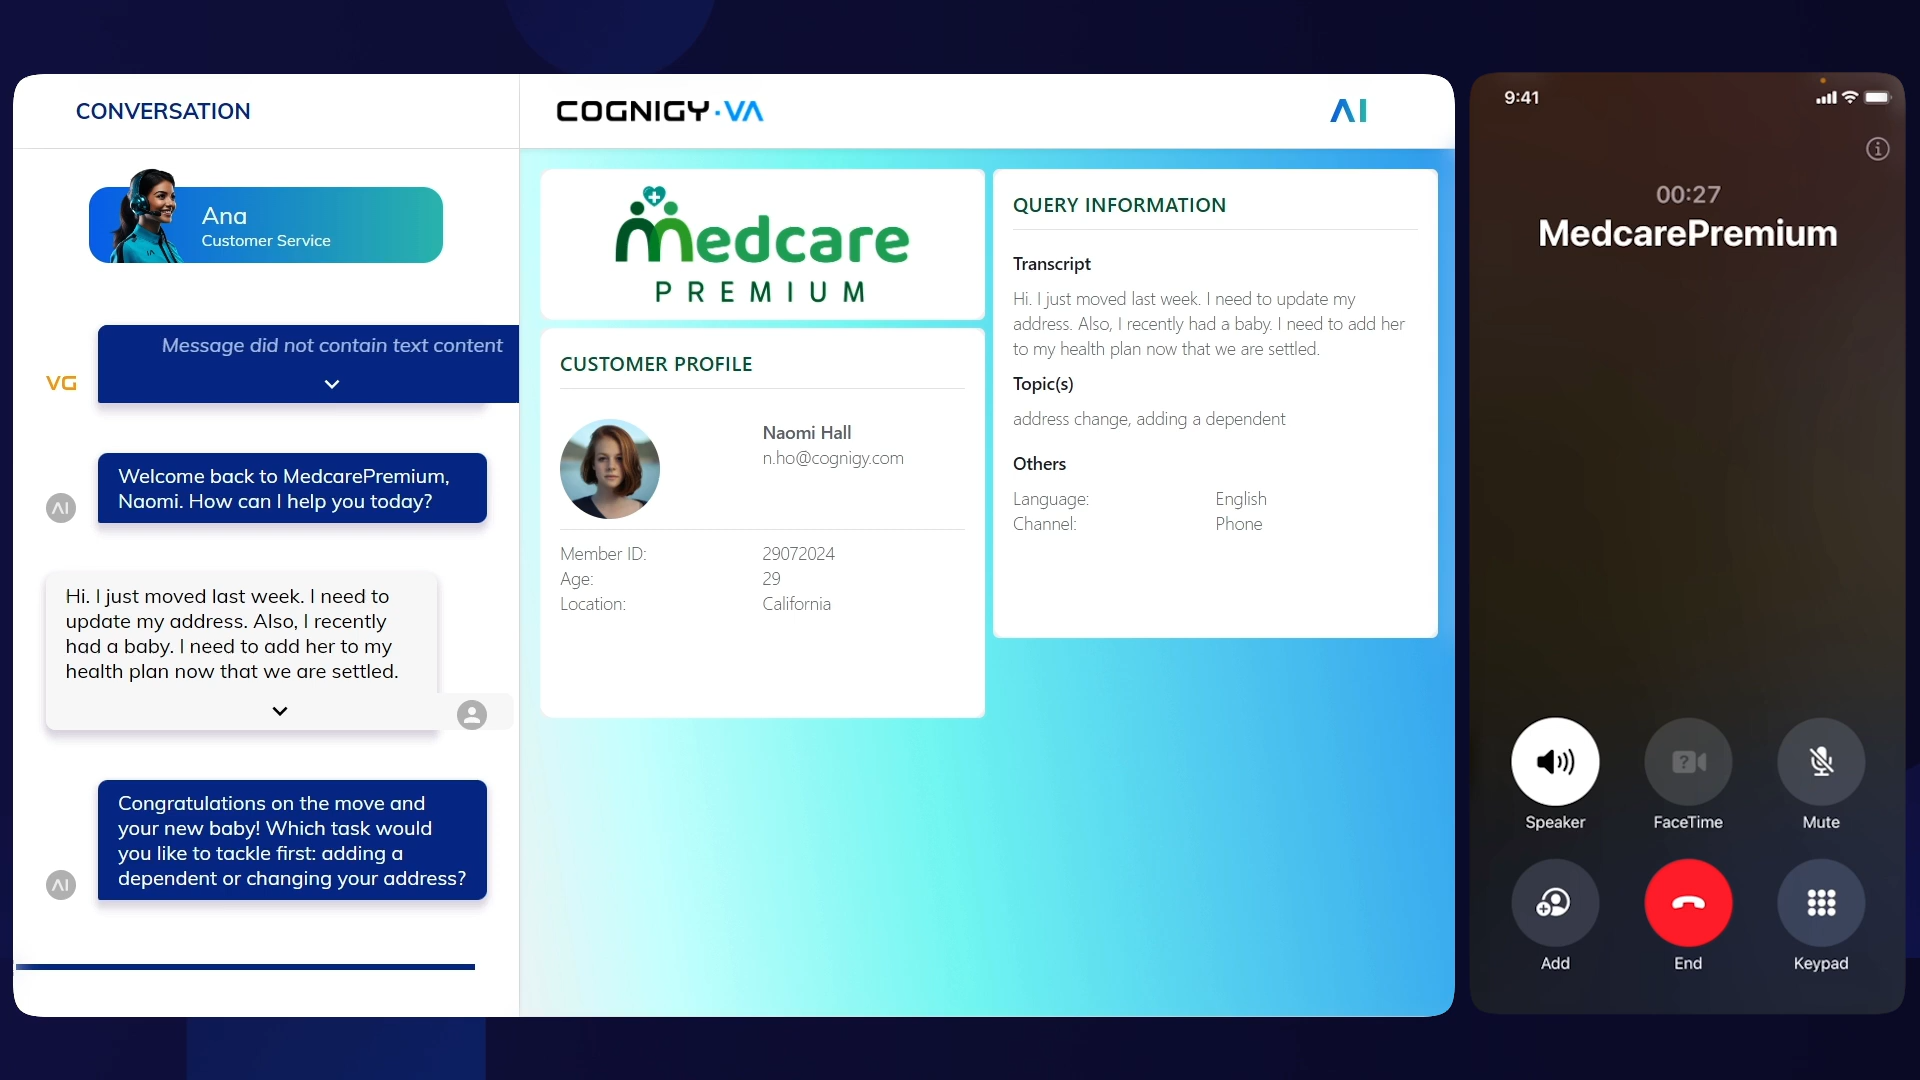 CONVERSATION
Ana
Customer Service
Message did not contain text content
VG
Welcome back to MedcarePremium,
Naomi. How can I help you today?
AI
Hi. I just moved last week. I need to
update my address. Also, I recently
had a baby. I need to add her to my
health plan now that we are settled.
Congratulations on the move and
your new baby! Which task would
you like to tackle first: adding a
dependent or changing your address?
AI
COGNIGY·VA
AI
Medcare
PREMIUM
CUSTOMER PROFILE
Naomi Hall
n.ho@cognigy.com
Member ID: 29072024
Age: 29
Location: California
QUERY INFORMATION
Transcript
Hi. I just moved last week. I need to update my
address. Also, I recently had a baby. I need to add her
to my health plan now that we are settled.
Topic(s)
address change, adding a dependent
Others
Language: English
Channel: Phone
9:41
00:27
MedcarePremium
Speaker FaceTime Mute
Add End Keypad